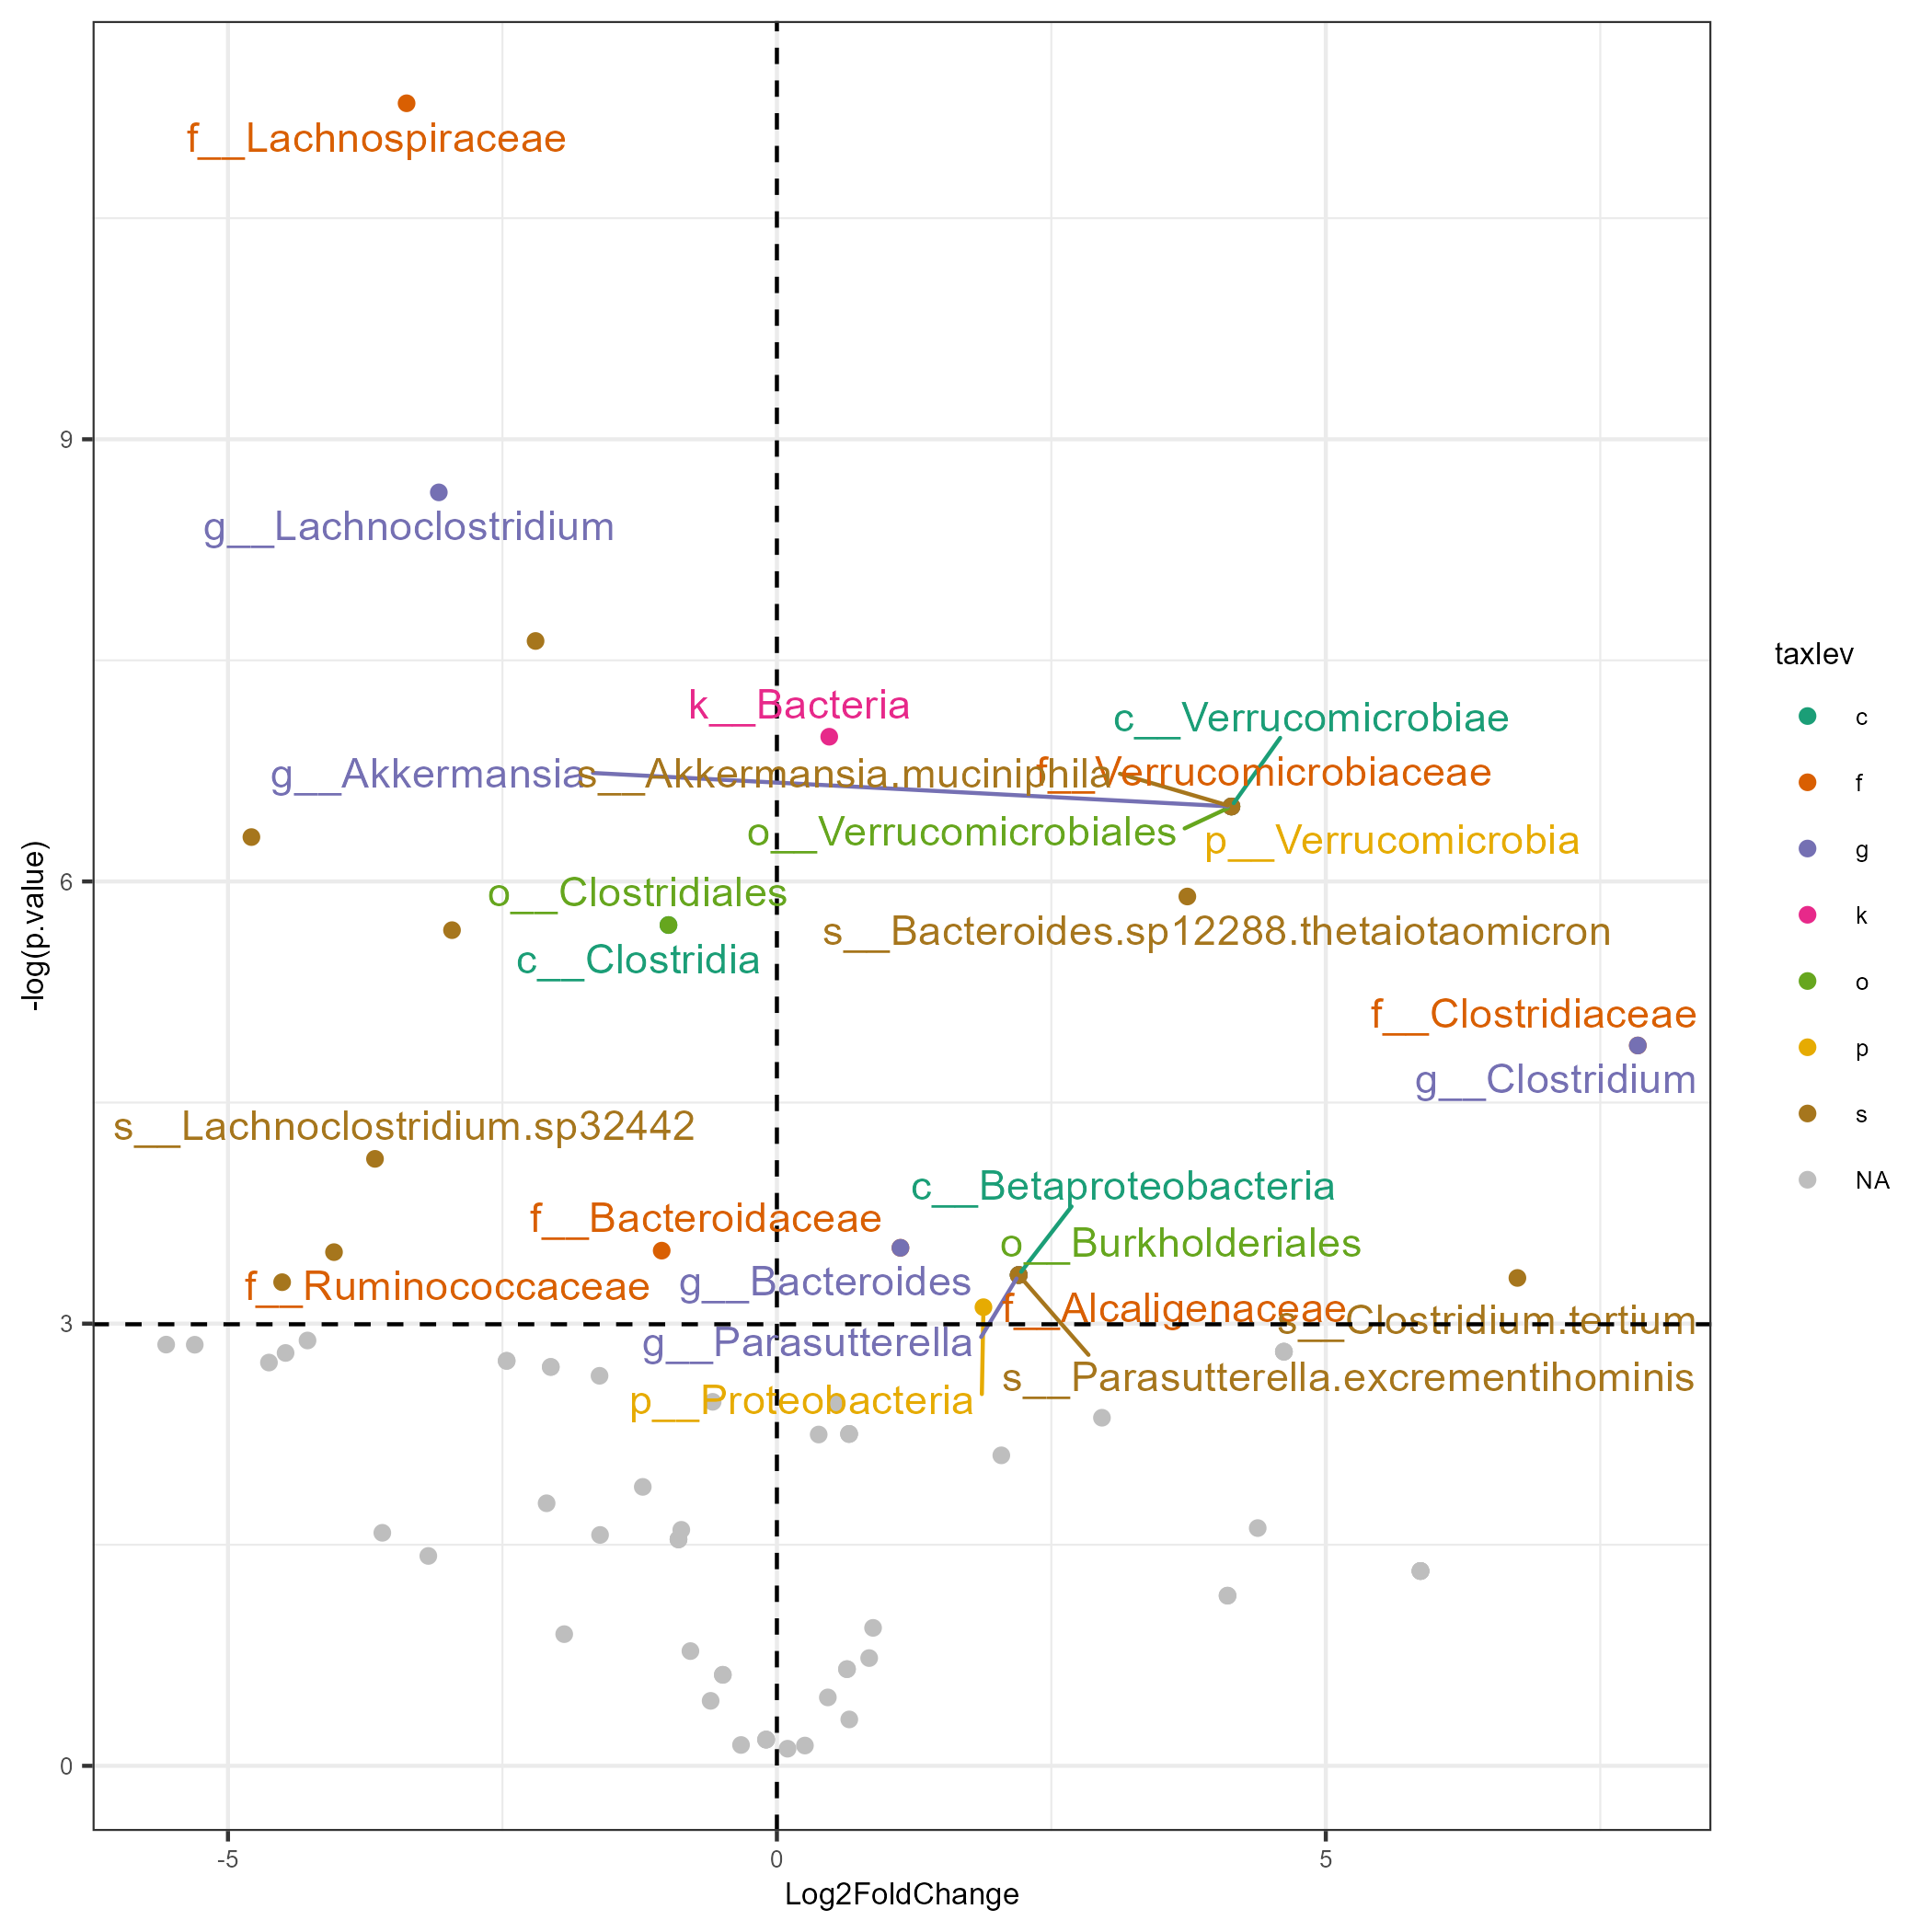 f__Lachnospiraceae
9
g__Lachnoclostridium
taxlev
k__Bacteria
c__Verrucomicrobiae
c
g__Akkermansia
s__Akkermansia.muciniphila
f__Verrucomicrobiaceae
f
o__Verrucomicrobiales
p__Verrucomicrobia
g
6
o__Clostridiales
s__Bacteroides.sp12288.thetaiotaomicron
k
c__Clostridia
-log(p.value)
o
f__Clostridiaceae
p
g__Clostridium
s__Lachnoclostridium.sp32442
s
c__Betaproteobacteria
NA
f__Bacteroidaceae
o__Burkholderiales
f__Ruminococcaceae
g__Bacteroides
f__Alcaligenaceae
s__Clostridium.tertium
3
g__Parasutterella
s__Parasutterella.excrementihominis
p__Proteobacteria
0
-5
0
5
Log2FoldChange